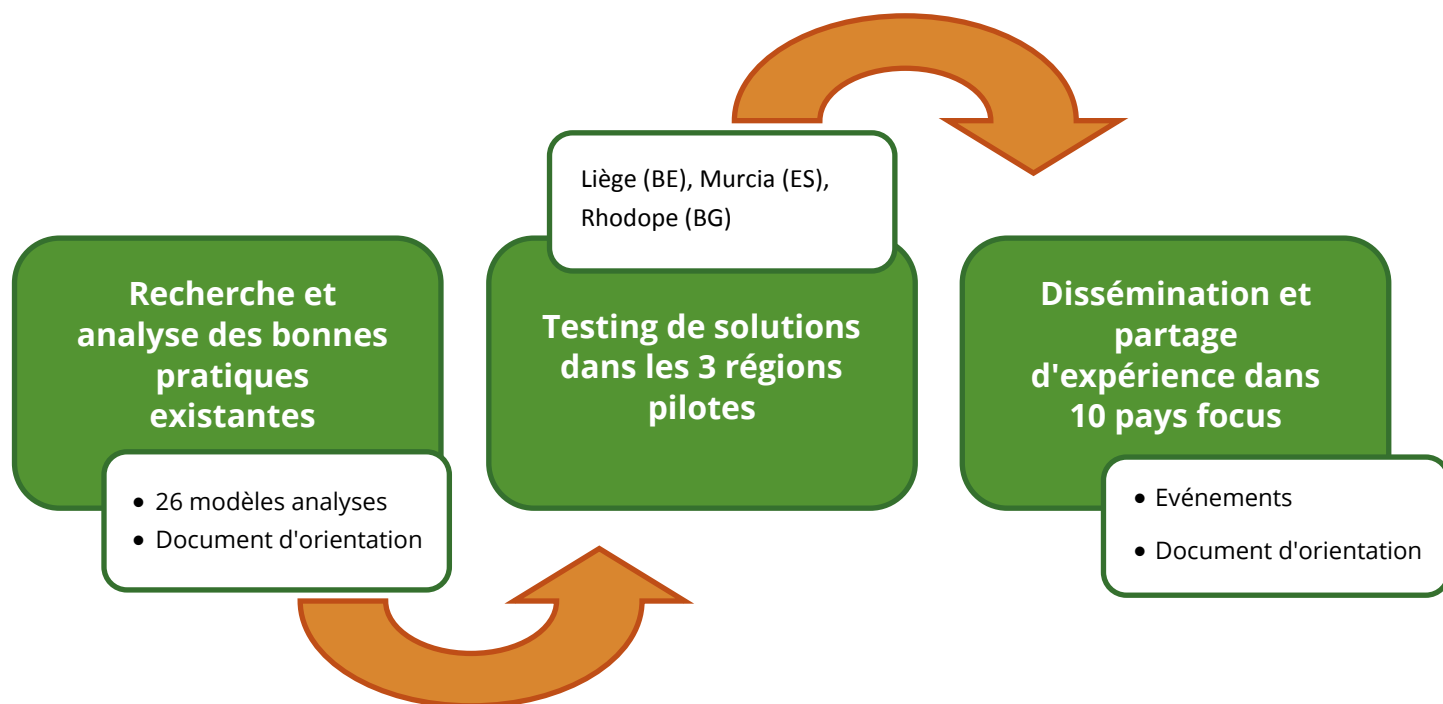 Recherche et
analyse des bonnes
pratiques
existantes
• 26 modèles analyses
• Document d'orientation
Liège (BE), Murcia (ES),
Rhodope (BG)
Testing de solutions
dans les 3 régions
pilotes
Dissémination et
partage
d'expérience dans
10 pays focus
• Evénements
• Document d'orientation